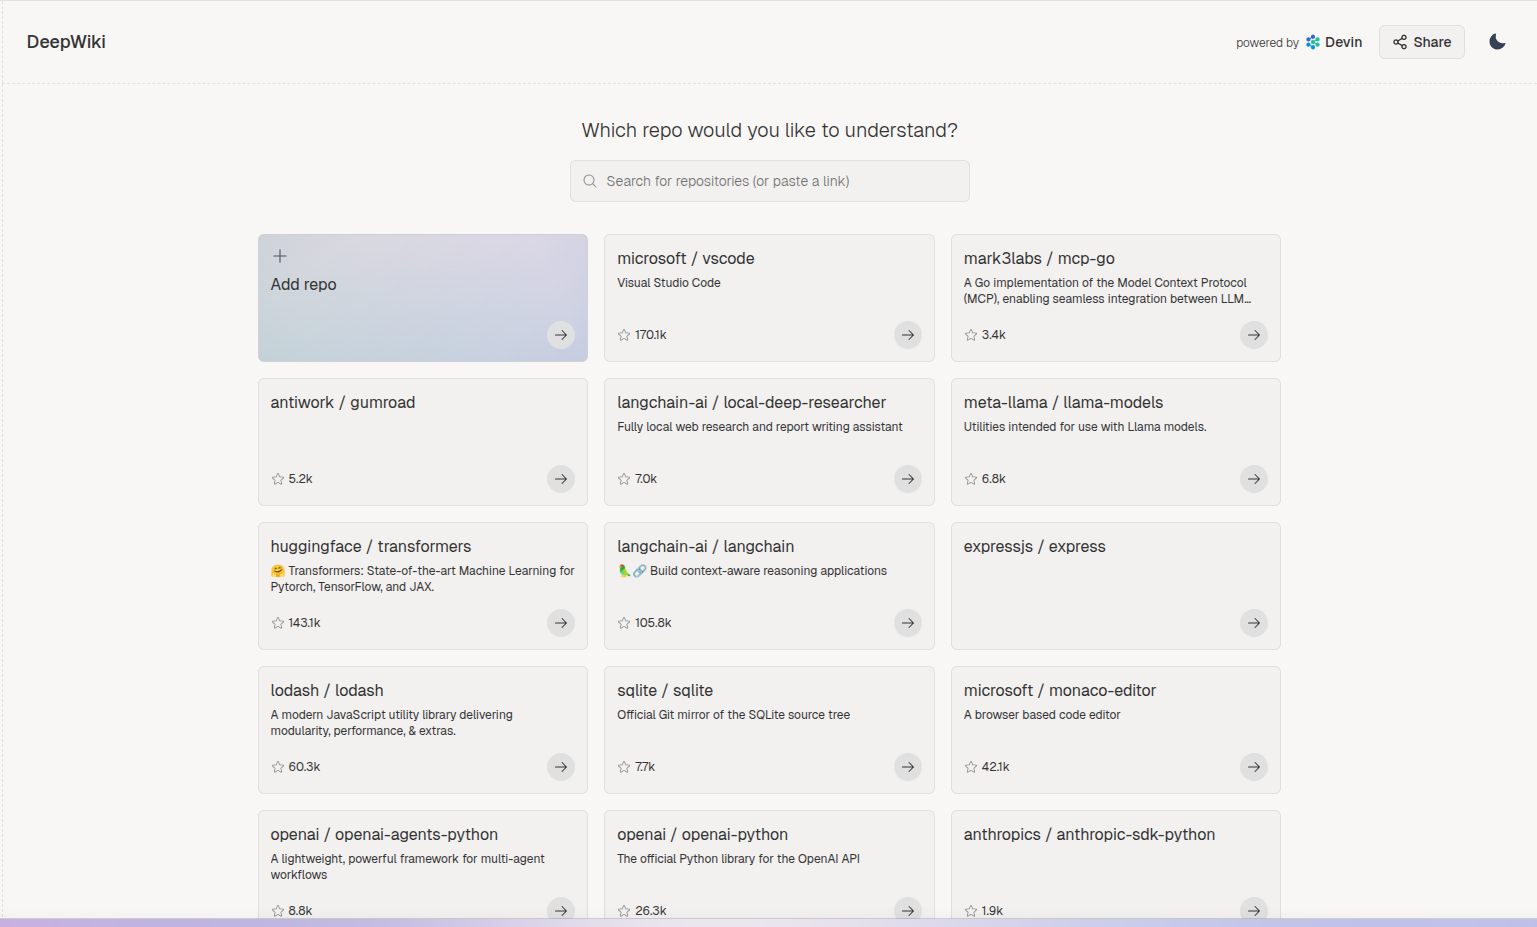 DeepWiki
powered by Devin
Share
Which repo would you like to understand?
Search for repositories (or paste a link)
Add repo
microsoft / vscode
Visual Studio Code
170.1k
mark3labs / mcp-go
A Go implementation of the Model Context Protocol
(MCP), enabling seamless integration between LLM...
3.4k
antiwork / gumroad
5.2k
langchain-ai / local-deep-researcher
Fully local web research and report writing assistant
7.0k
meta-llama / llama-models
Utilities intended for use with Llama models.
6.8k
huggingface / transformers
🤗 Transformers: State-of-the-art Machine Learning for
Pytorch, TensorFlow, and JAX.
143.1k
langchain-ai / langchain
🦜🔗 Build context-aware reasoning applications
105.8k
expressjs / express
lodash / lodash
A modern JavaScript utility library delivering
modularity, performance, & extras.
60.3k
sqlite / sqlite
Official Git mirror of the SQLite source tree
7.7k
microsoft / monaco-editor
A browser based code editor
42.1k
openai / openai-agents-python
A lightweight, powerful framework for multi-agent
workflows
8.8k
openai / openai-python
The official Python library for the OpenAI API
26.3k
anthropics / anthropic-sdk-python
1.9k